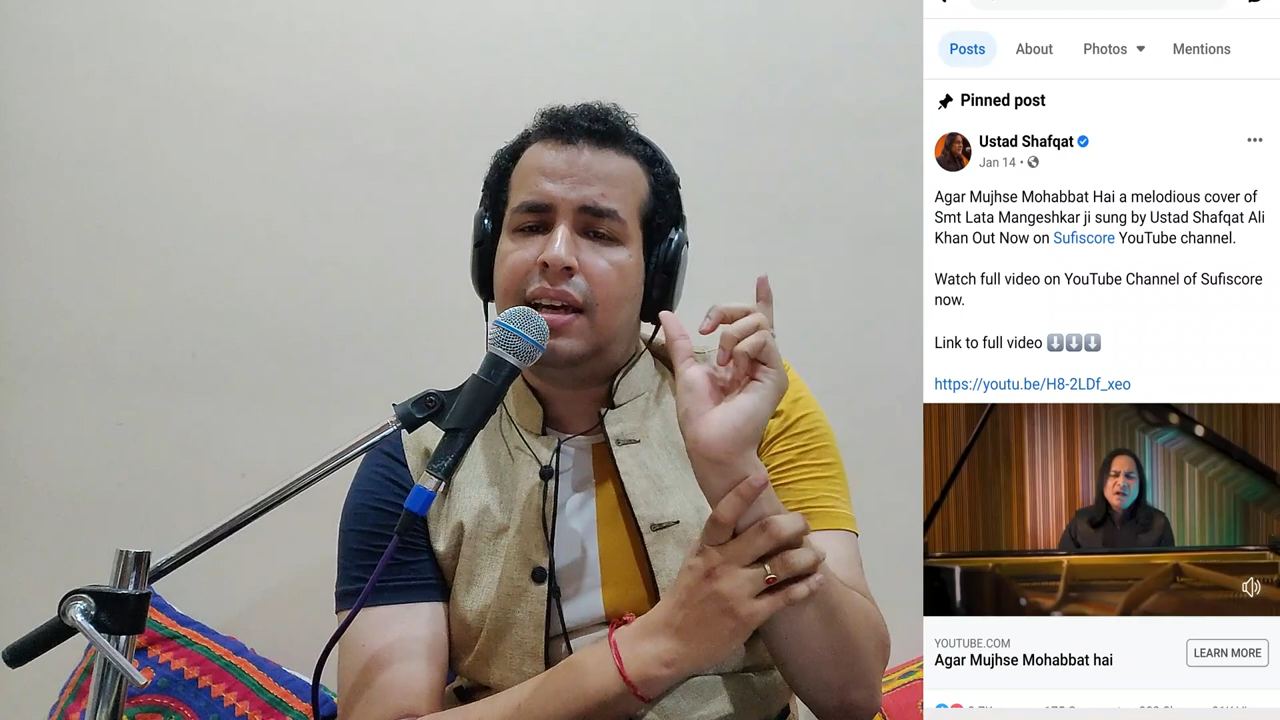 Posts About Photos Mentions
Pinned post
Ustad Shafqat
Jan 14
Agar Mujhse Mohabbat Hai a melodious cover of
Smt Lata Mangeshkar ji sung by Ustad Shafqat Ali
Khan Out Now on Sufiscore YouTube channel.
Watch full video on YouTube Channel of Sufiscore
now.
Link to full video
https://youtu.be/H8-2LDf_xeo
YOUTUBE.COM
Agar Mujhse Mohabbat hai
LEARN MORE